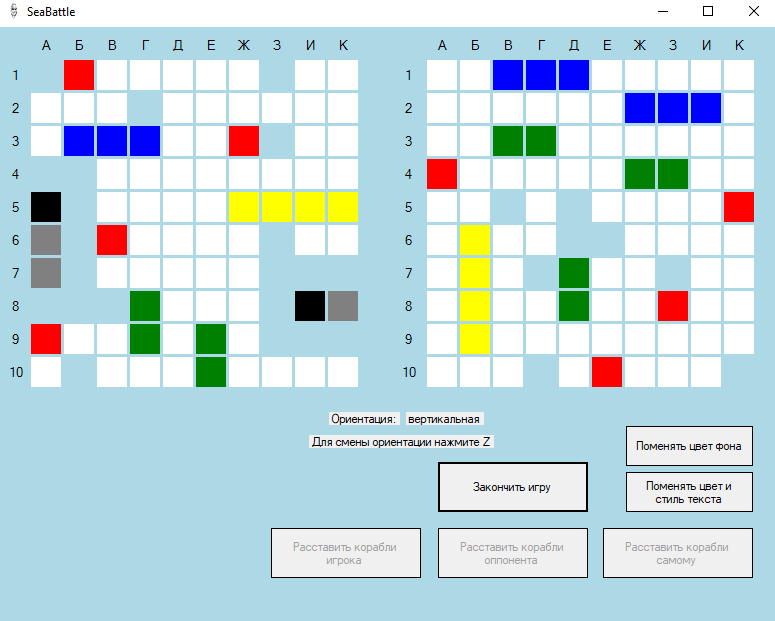 SeaBattle
А Б В Г Д Е Ж З И К А Б В Г Д Е Ж З И К
1 1
2 2
3 3
4 4
5 5
6 6
7 7
8 8
9 9
10 10
Ориентация: вертикальная
Для смены ориентации нажмите Z
Поменять цвет фона
Закончить игру
Поменять цвет и
стиль текста
Расставить корабли
игрока
Расставить корабли
оппонента
Расставить корабли
самому